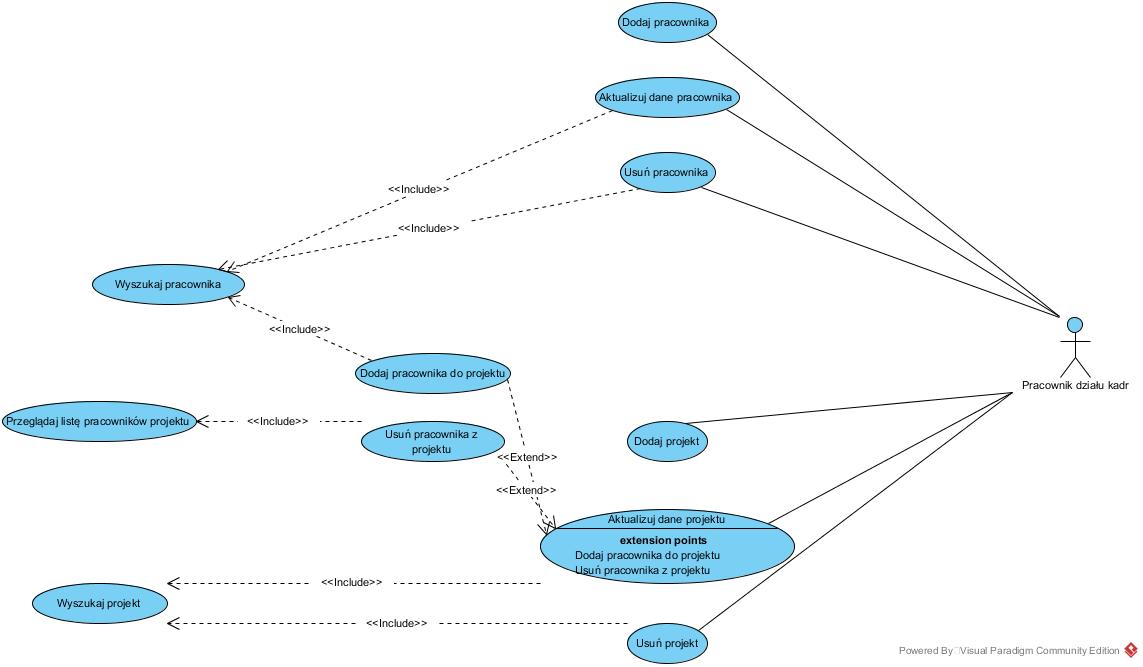 Dodaj pracownika
Aktualizuj dane pracownika
Usuń pracownika
<<Include>>
<<Include>>
Wyszukaj pracownika
<<Include>>
Dodaj pracownika do projektu
Pracownik działu kadr
Przeglądaj listę pracowników projektu
<<Include>>
Usuń pracownika z
projektu
Dodaj projekt
<<Extend>>
<<Extend>>
Aktualizuj dane projektu
extension points
Dodaj pracownika do projektu
Usuń pracownika z projektu
<<Include>>
Wyszukaj projekt
<<Include>>
Usuń projekt
Powered By Visual Paradigm Community Edition